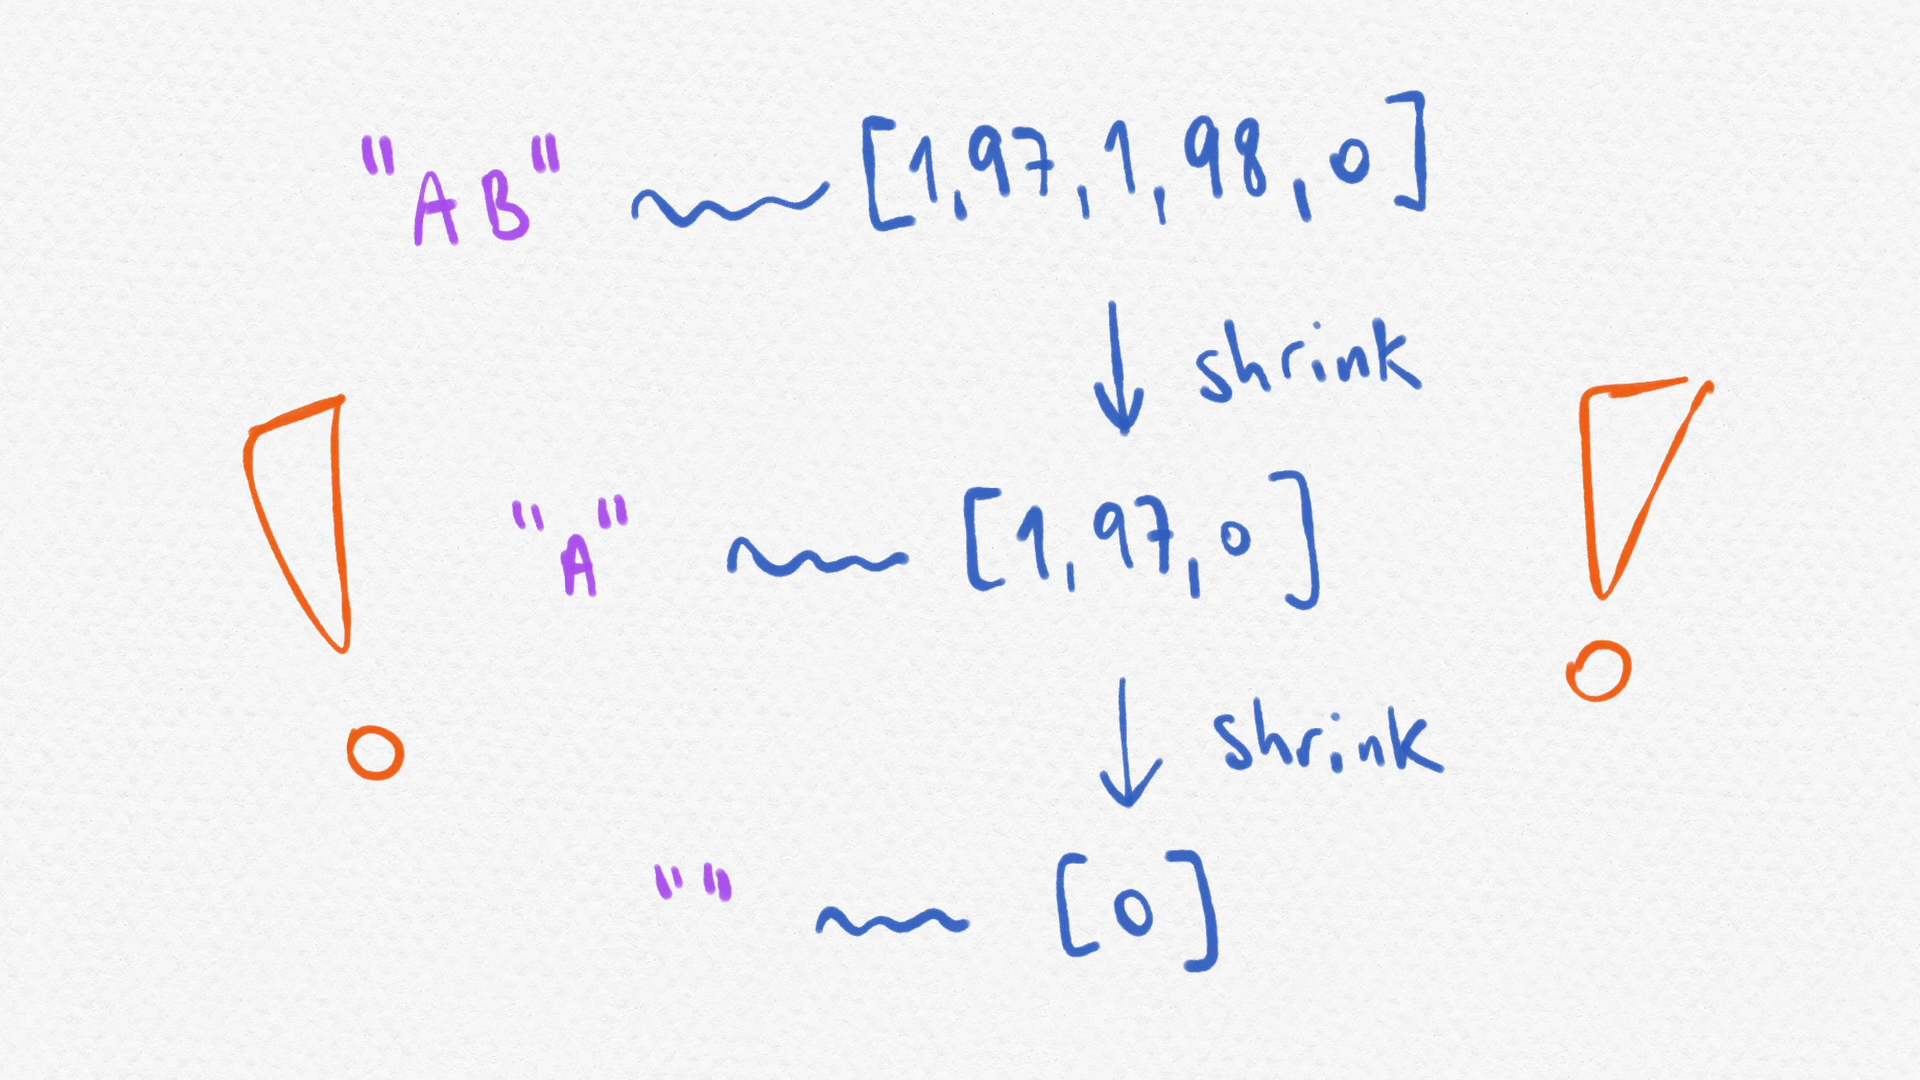 "AB" ~ [1,97,1,98,0]
↓ shrink
"A" ~ [1,97,0]
↓ shrink
"" ~ [0]
! !